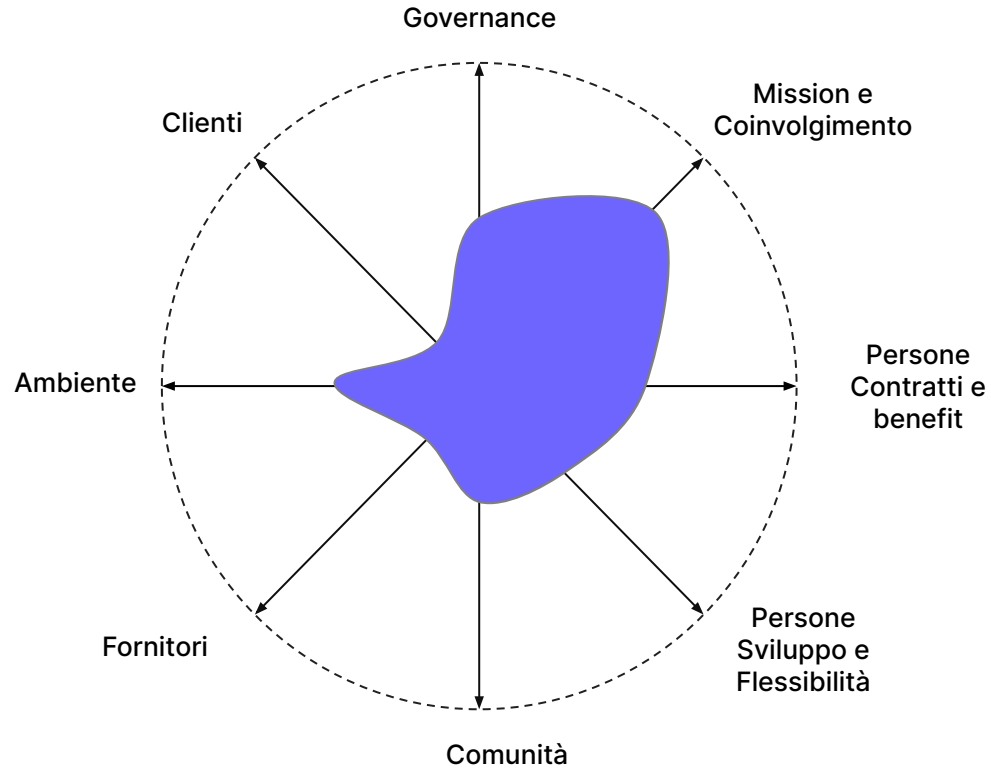 Governance
Mission e
Coinvolgimento
Clienti
Persone
Contratti e
benefit
Ambiente
Persone
Sviluppo e
Flessibilità
Fornitori
Comunità